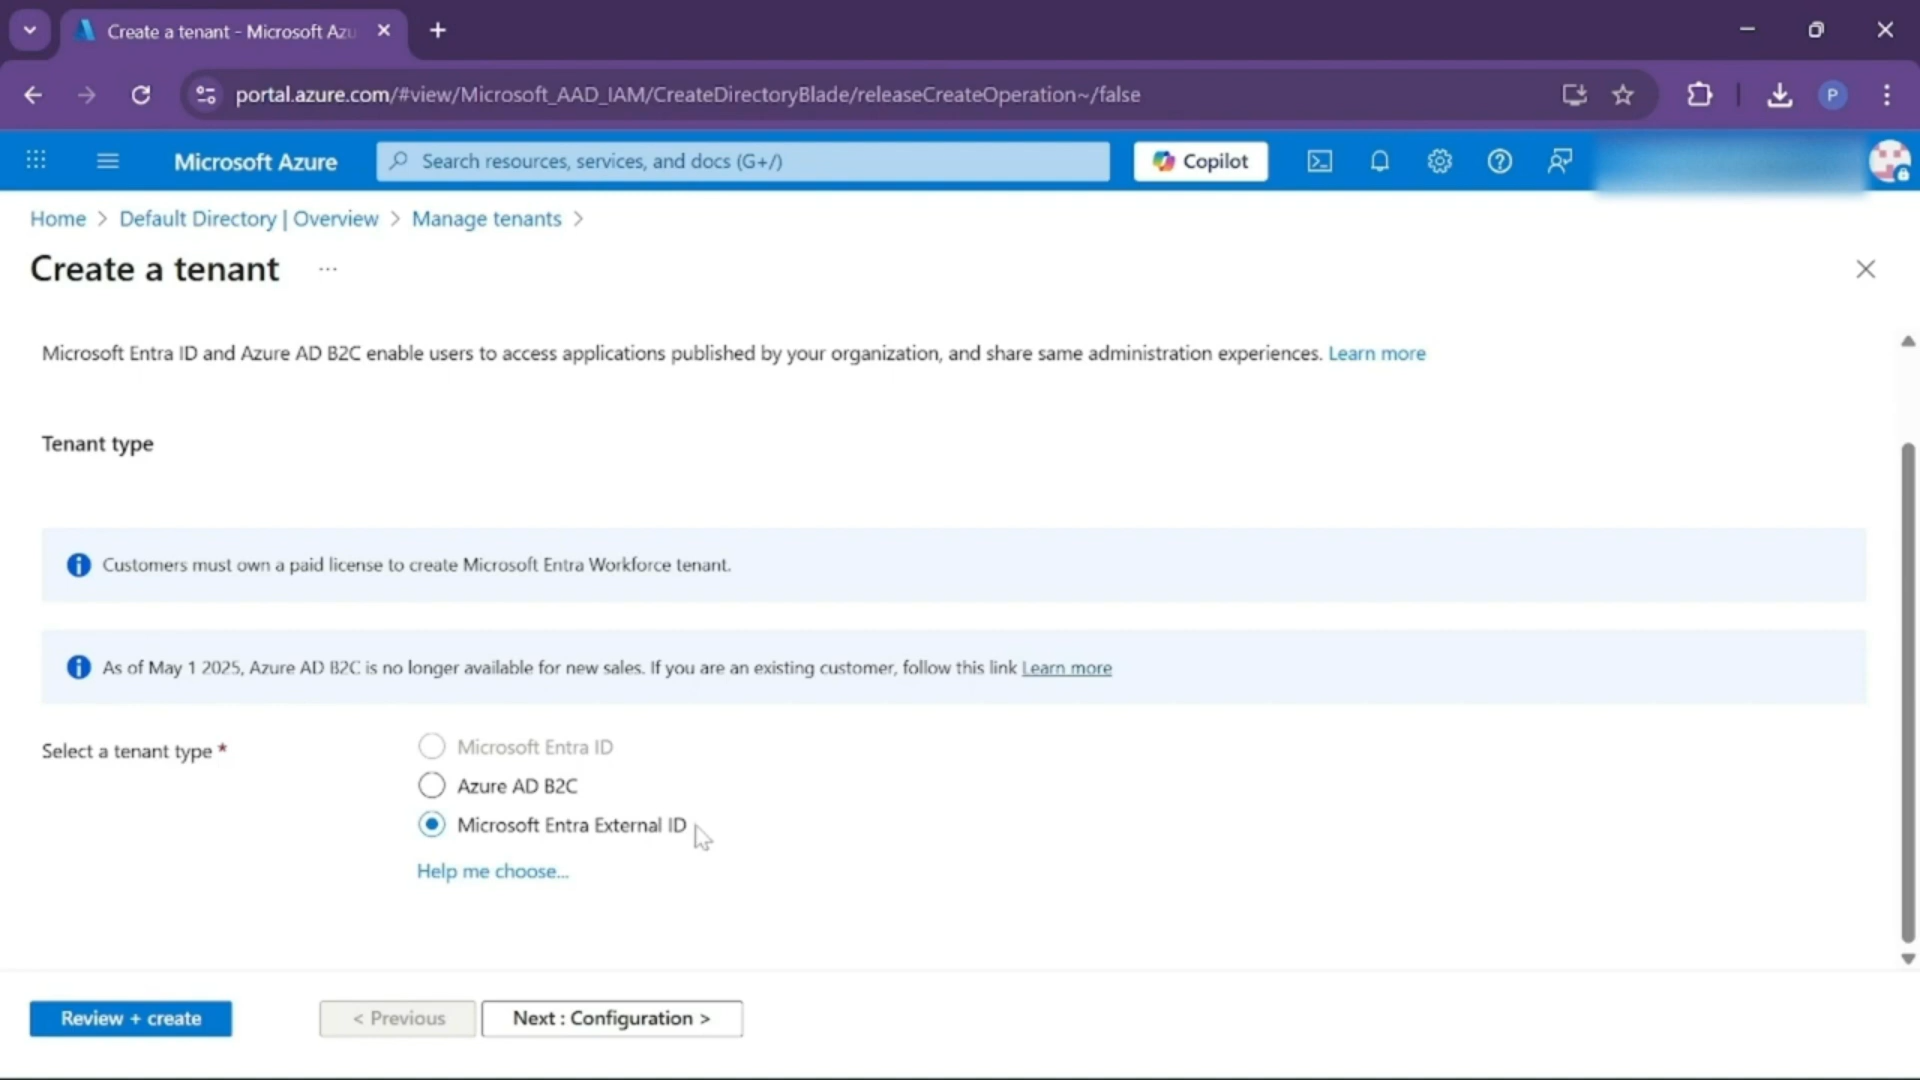 Create a tenant - Microsoft Azu
portal.azure.com/#view/Microsoft_AAD_IAM/CreateDirectoryBlade/releaseCreateOperation~/false
P
Microsoft Azure
Search resources, services, and docs (G+/)
Copilot
Home > Default Directory | Overview > Manage tenants >
Create a tenant ...
Microsoft Entra ID and Azure AD B2C enable users to access applications published by your organization, and share same administration experiences. Learn more
Tenant type
Customers must own a paid license to create Microsoft Entra Workforce tenant.
As of May 1 2025, Azure AD B2C is no longer available for new sales. If you are an existing customer, follow this link Learn more
Select a tenant type *
Microsoft Entra ID
Azure AD B2C
Microsoft Entra External ID
Help me choose...
Review + create
< Previous
Next : Configuration >